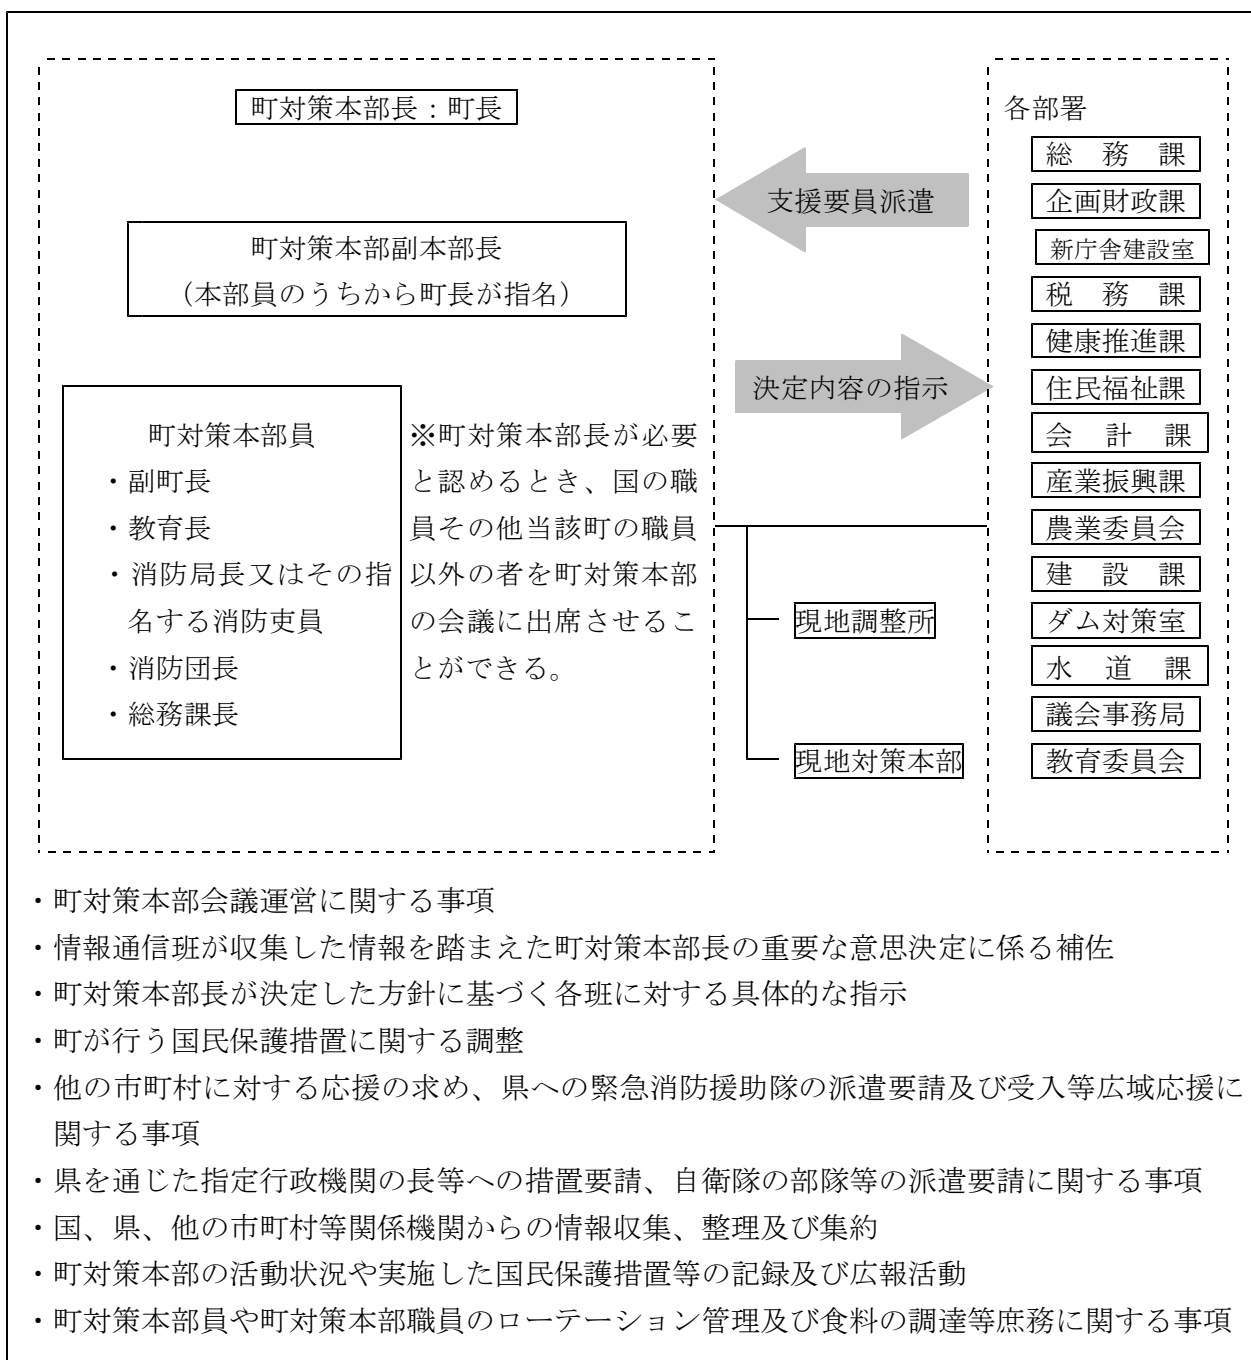 町対策本部長：町長
町対策本部副本部長
（本部員のうちから町長が指名）
町対策本部員
・副町長
・教育長
・消防局長又はその指
名する消防吏員
・消防団長
・総務課長
※町対策本部長が必要
と認めるとき、国の職
員その他当該町の職員
以外の者を町対策本部
の会議に出席させるこ
とができる。
支援要員派遣
決定内容の指示
現地調整所
現地対策本部
各部署
総　務　課
企画財政課
新庁舎建設室
税　務　課
健康推進課
住民福祉課
会　計　課
産業振興課
農業委員会
建　設　課
ダム対策室
水　道　課
議会事務局
教育委員会
・町対策本部会議運営に関する事項
・情報通信班が収集した情報を踏まえた町対策本部長の重要な意思決定に係る補佐
・町対策本部長が決定した方針に基づく各班に対する具体的な指示
・町が行う国民保護措置に関する調整
・他の市町村に対する応援の求め、県への緊急消防援助隊の派遣要請及び受入等広域応援に
関する事項
・県を通じた指定行政機関の長等への措置要請、自衛隊の部隊等の派遣要請に関する事項
・国、県、他の市町村等関係機関からの情報収集、整理及び集約
・町対策本部の活動状況や実施した国民保護措置等の記録及び広報活動
・町対策本部員や町対策本部職員のローテーション管理及び食料の調達等庶務に関する事項